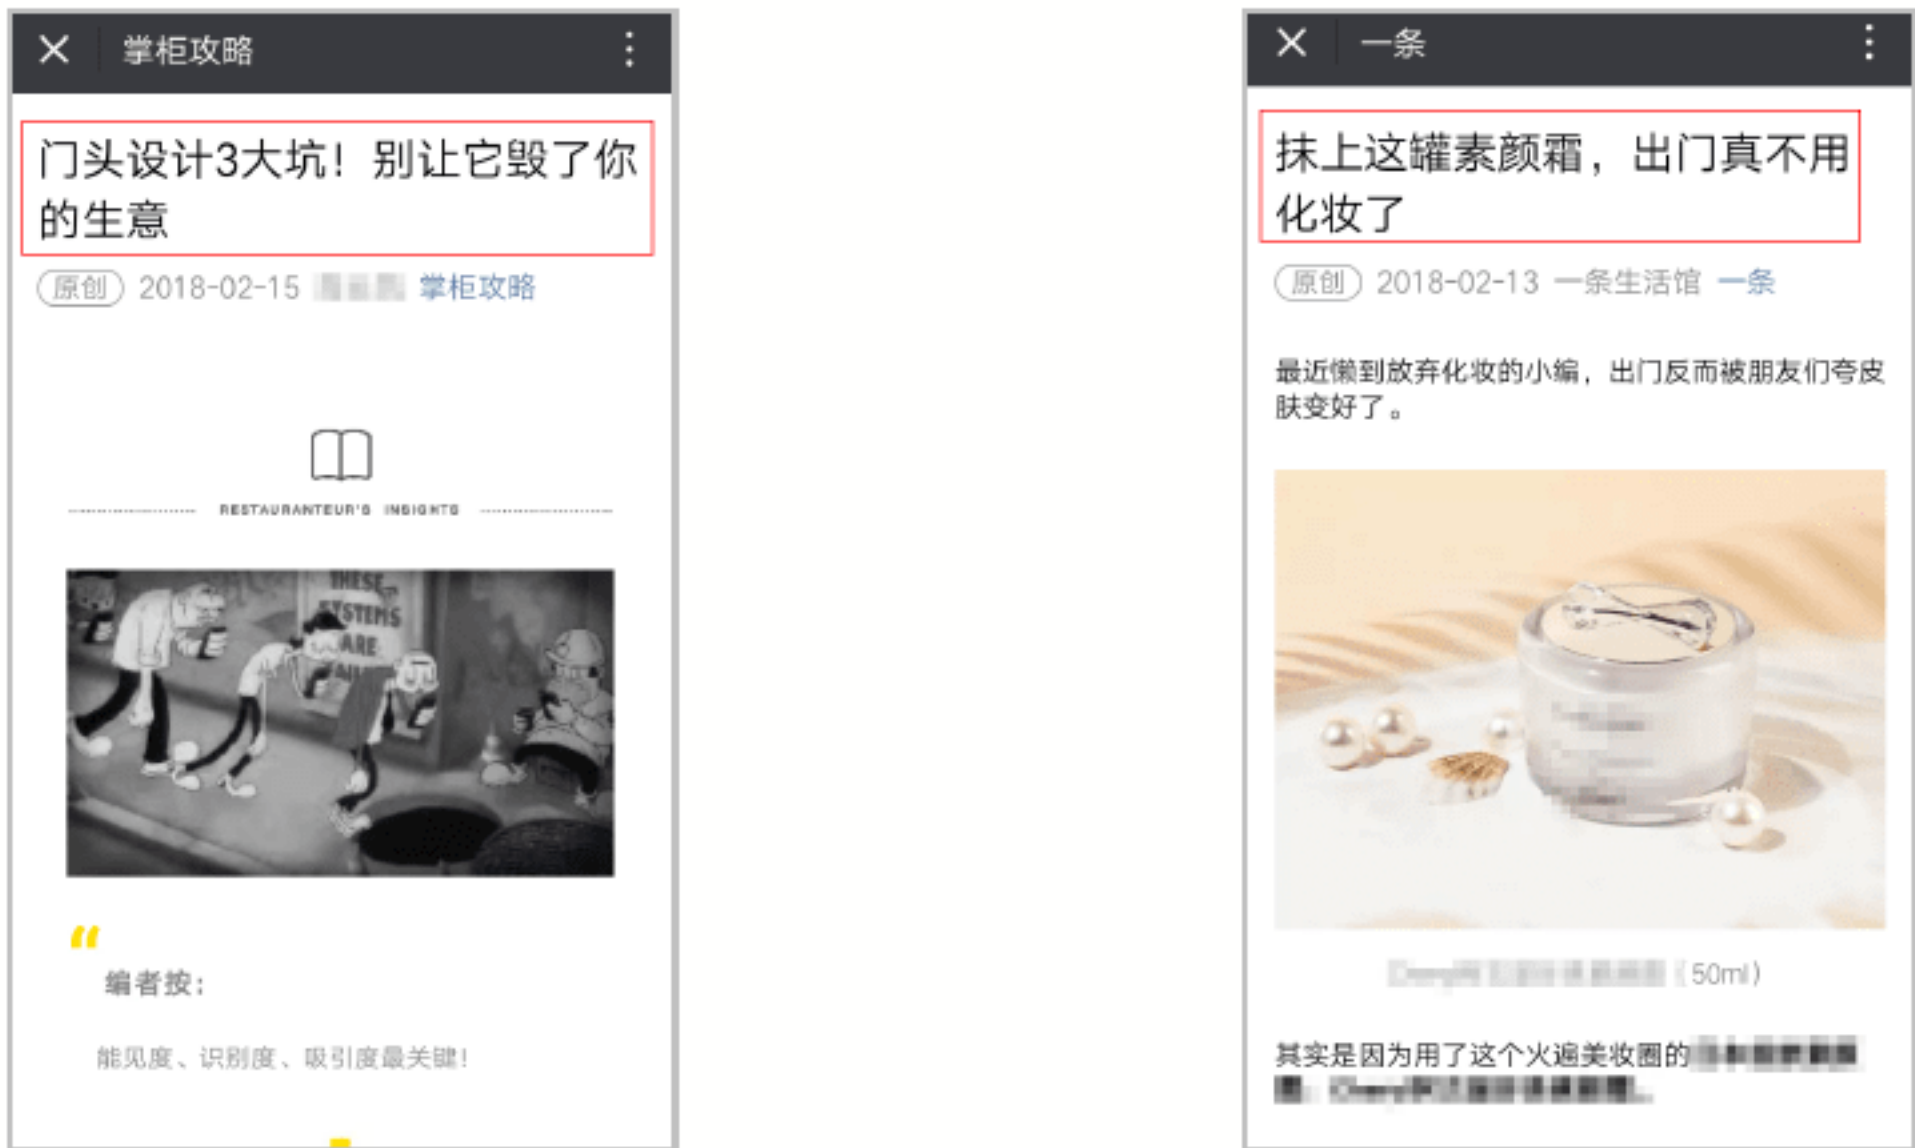 掌柜攻略
门头设计3大坑！别让它毁了你
的生意
原创 2018-02-15 掌柜攻略
RESTAURANTEUR'S INSIGHTS
THESE
SYSTEMS
ARE
“
编者按：
能见度、识别度、吸引度最关键！
一条
抹上这罐素颜霜，出门真不用
化妆了
原创 2018-02-13 一条生活馆 一条
最近懒到放弃化妆的小编，出门反而被朋友们夸皮
肤变好了。
（50ml）
其实是因为用了这个火遍美妆圈的